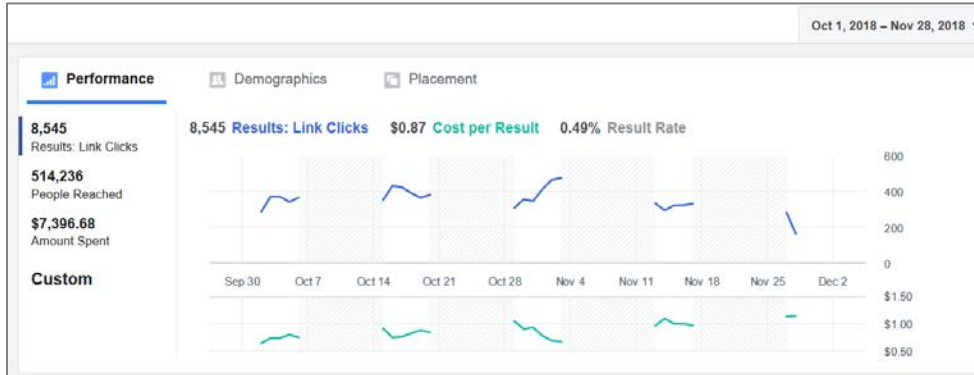 Oct 1, 2018 – Nov 28, 2018
Performance
Demographics
Placement
8,545
Results: Link Clicks
514,236
People Reached
$7,396.68
Amount Spent
Custom
8,545 Results: Link Clicks $0.87 Cost per Result 0.49% Result Rate
600
400
200
0
Sep 30 Oct 7 Oct 14 Oct 21 Oct 28 Nov 4 Nov 11 Nov 18 Nov 25 Dec 2
$1.50
$1.00
$0.50